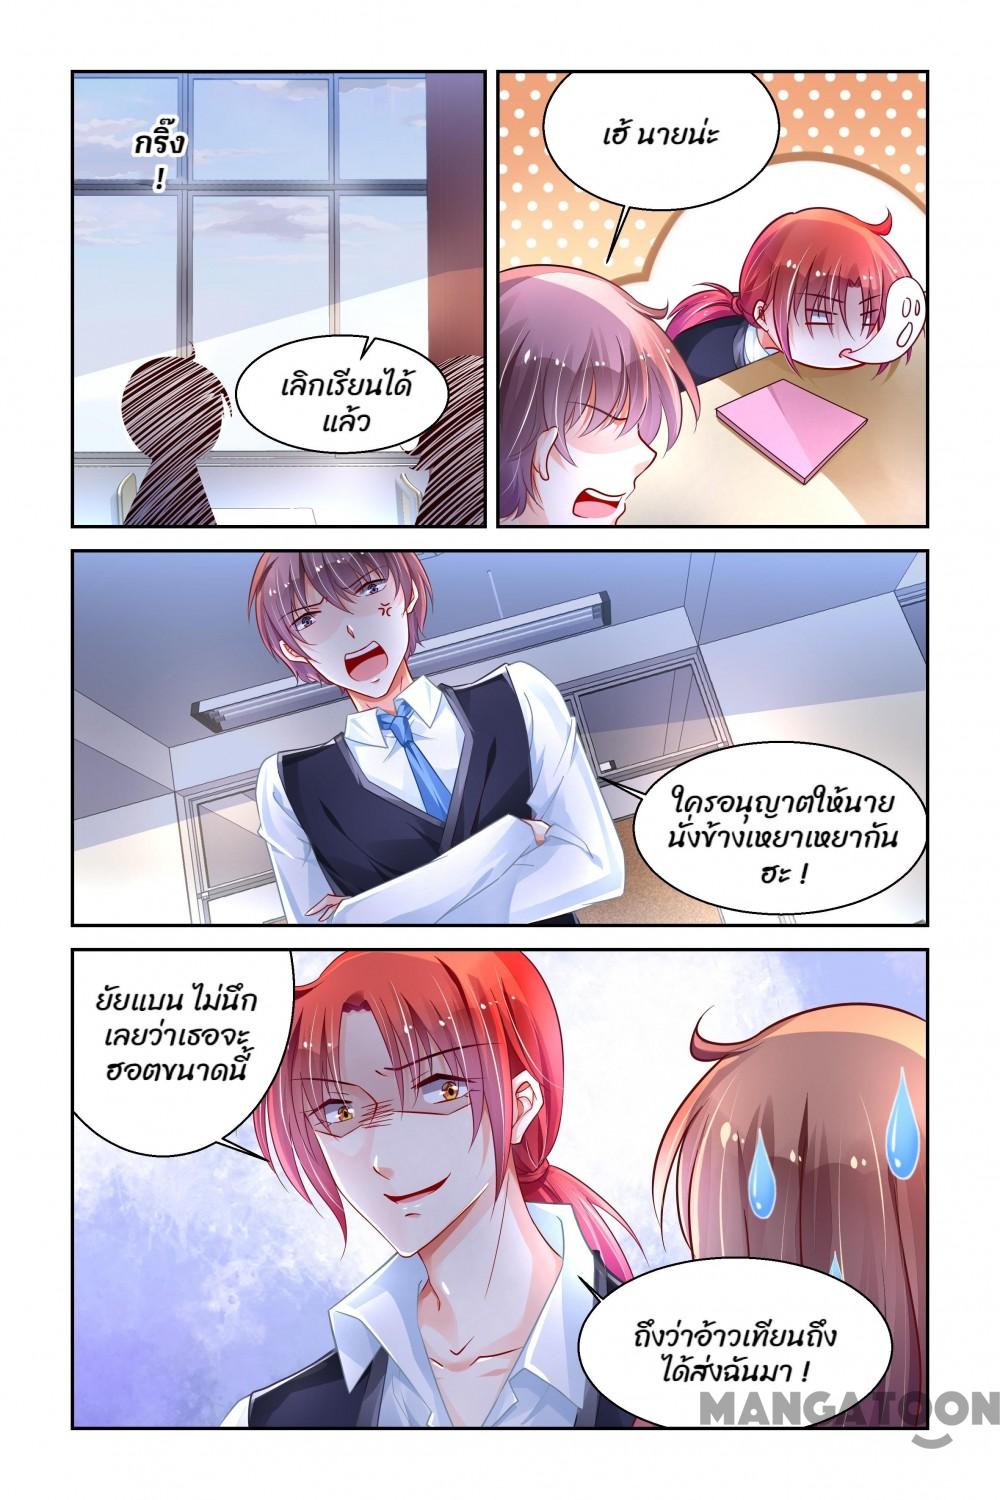 กริ๊ง
!
เลิกเรียนได้
แล้ว
เฮ้ นายน่ะ
ใครอนุญาตให้นาย
นั่งข้างเหยาเหยากัน
ฮะ !
ยัยแบน ไม่นึก
เลยว่าเธอจะ
ฮอตขนาดนี้
ถึงว่าอ้าวเทียนถึง
ได้ส่งฉันมา !
MANGATOON